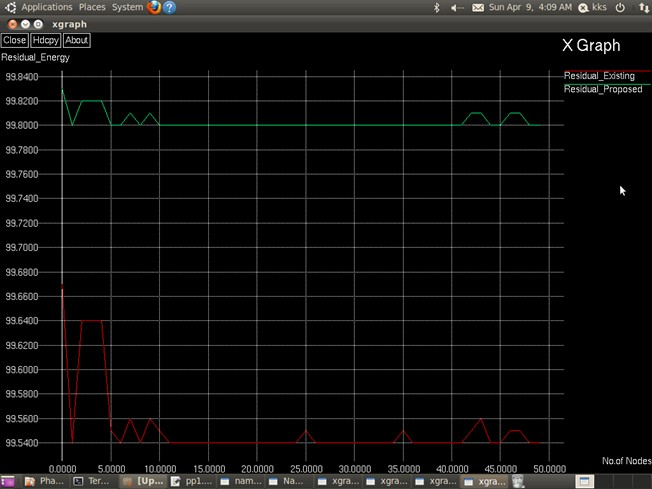 Applications Places System Sun Apr 9, 4:09 AM kks
xgraph
Close Hdcpy About
X Graph
Residual_Energy
Residual_Existing
Residual_Proposed
99.8400
99.8200
99.8000
99.7800
99.7600
99.7400
99.7200
99.7000
99.6800
99.6600
99.6400
99.6200
99.6000
99.5800
99.5600
99.5400
No.of Nodes
0.0000 5.0000 10.0000 15.0000 20.0000 25.0000 30.0000 35.0000 40.0000 45.0000 50.0000
Pha... Ter... [Up... pp1.... nam... Na... xgra... xgra... xgra... xgra...